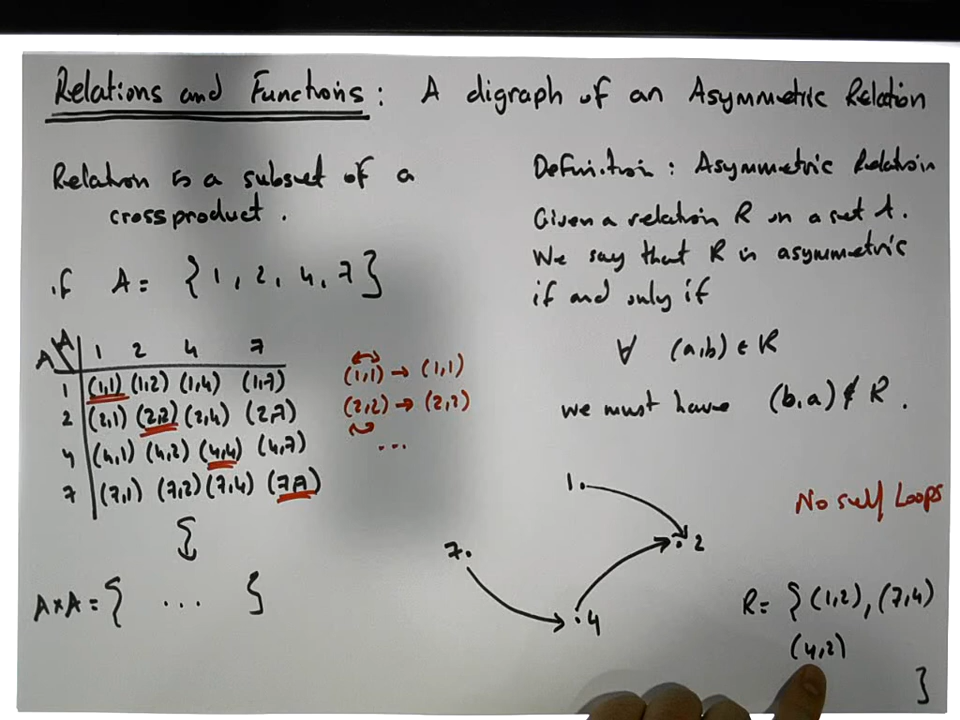 Relations and Functions: A digraph of an Asymmetric Relation
Relation is a subset of a
crossproduct.
if A = {1, 2, 4, 7}
A A 1 2 4 7
1 (1,1) (1,2) (1,4) (1,7)
2 (2,1) (2,2) (2,4) (2,7)
4 (4,1) (4,2) (4,4) (4,7)
7 (7,1) (7,2) (7,4) (7,7)
A×A = { ... }
(1,1) → (1,1)
(2,2) → (2,2)
...
Definition: Asymmetric Relation
Given a relation R on a set A.
We say that R is asymmetric
if and only if
∀ (a,b) ∈ R
we must have (b,a) ∉ R.
1.
. 2
7.
. 4
No self Loops
R = { (1,2), (7,4)
(4,2)
}